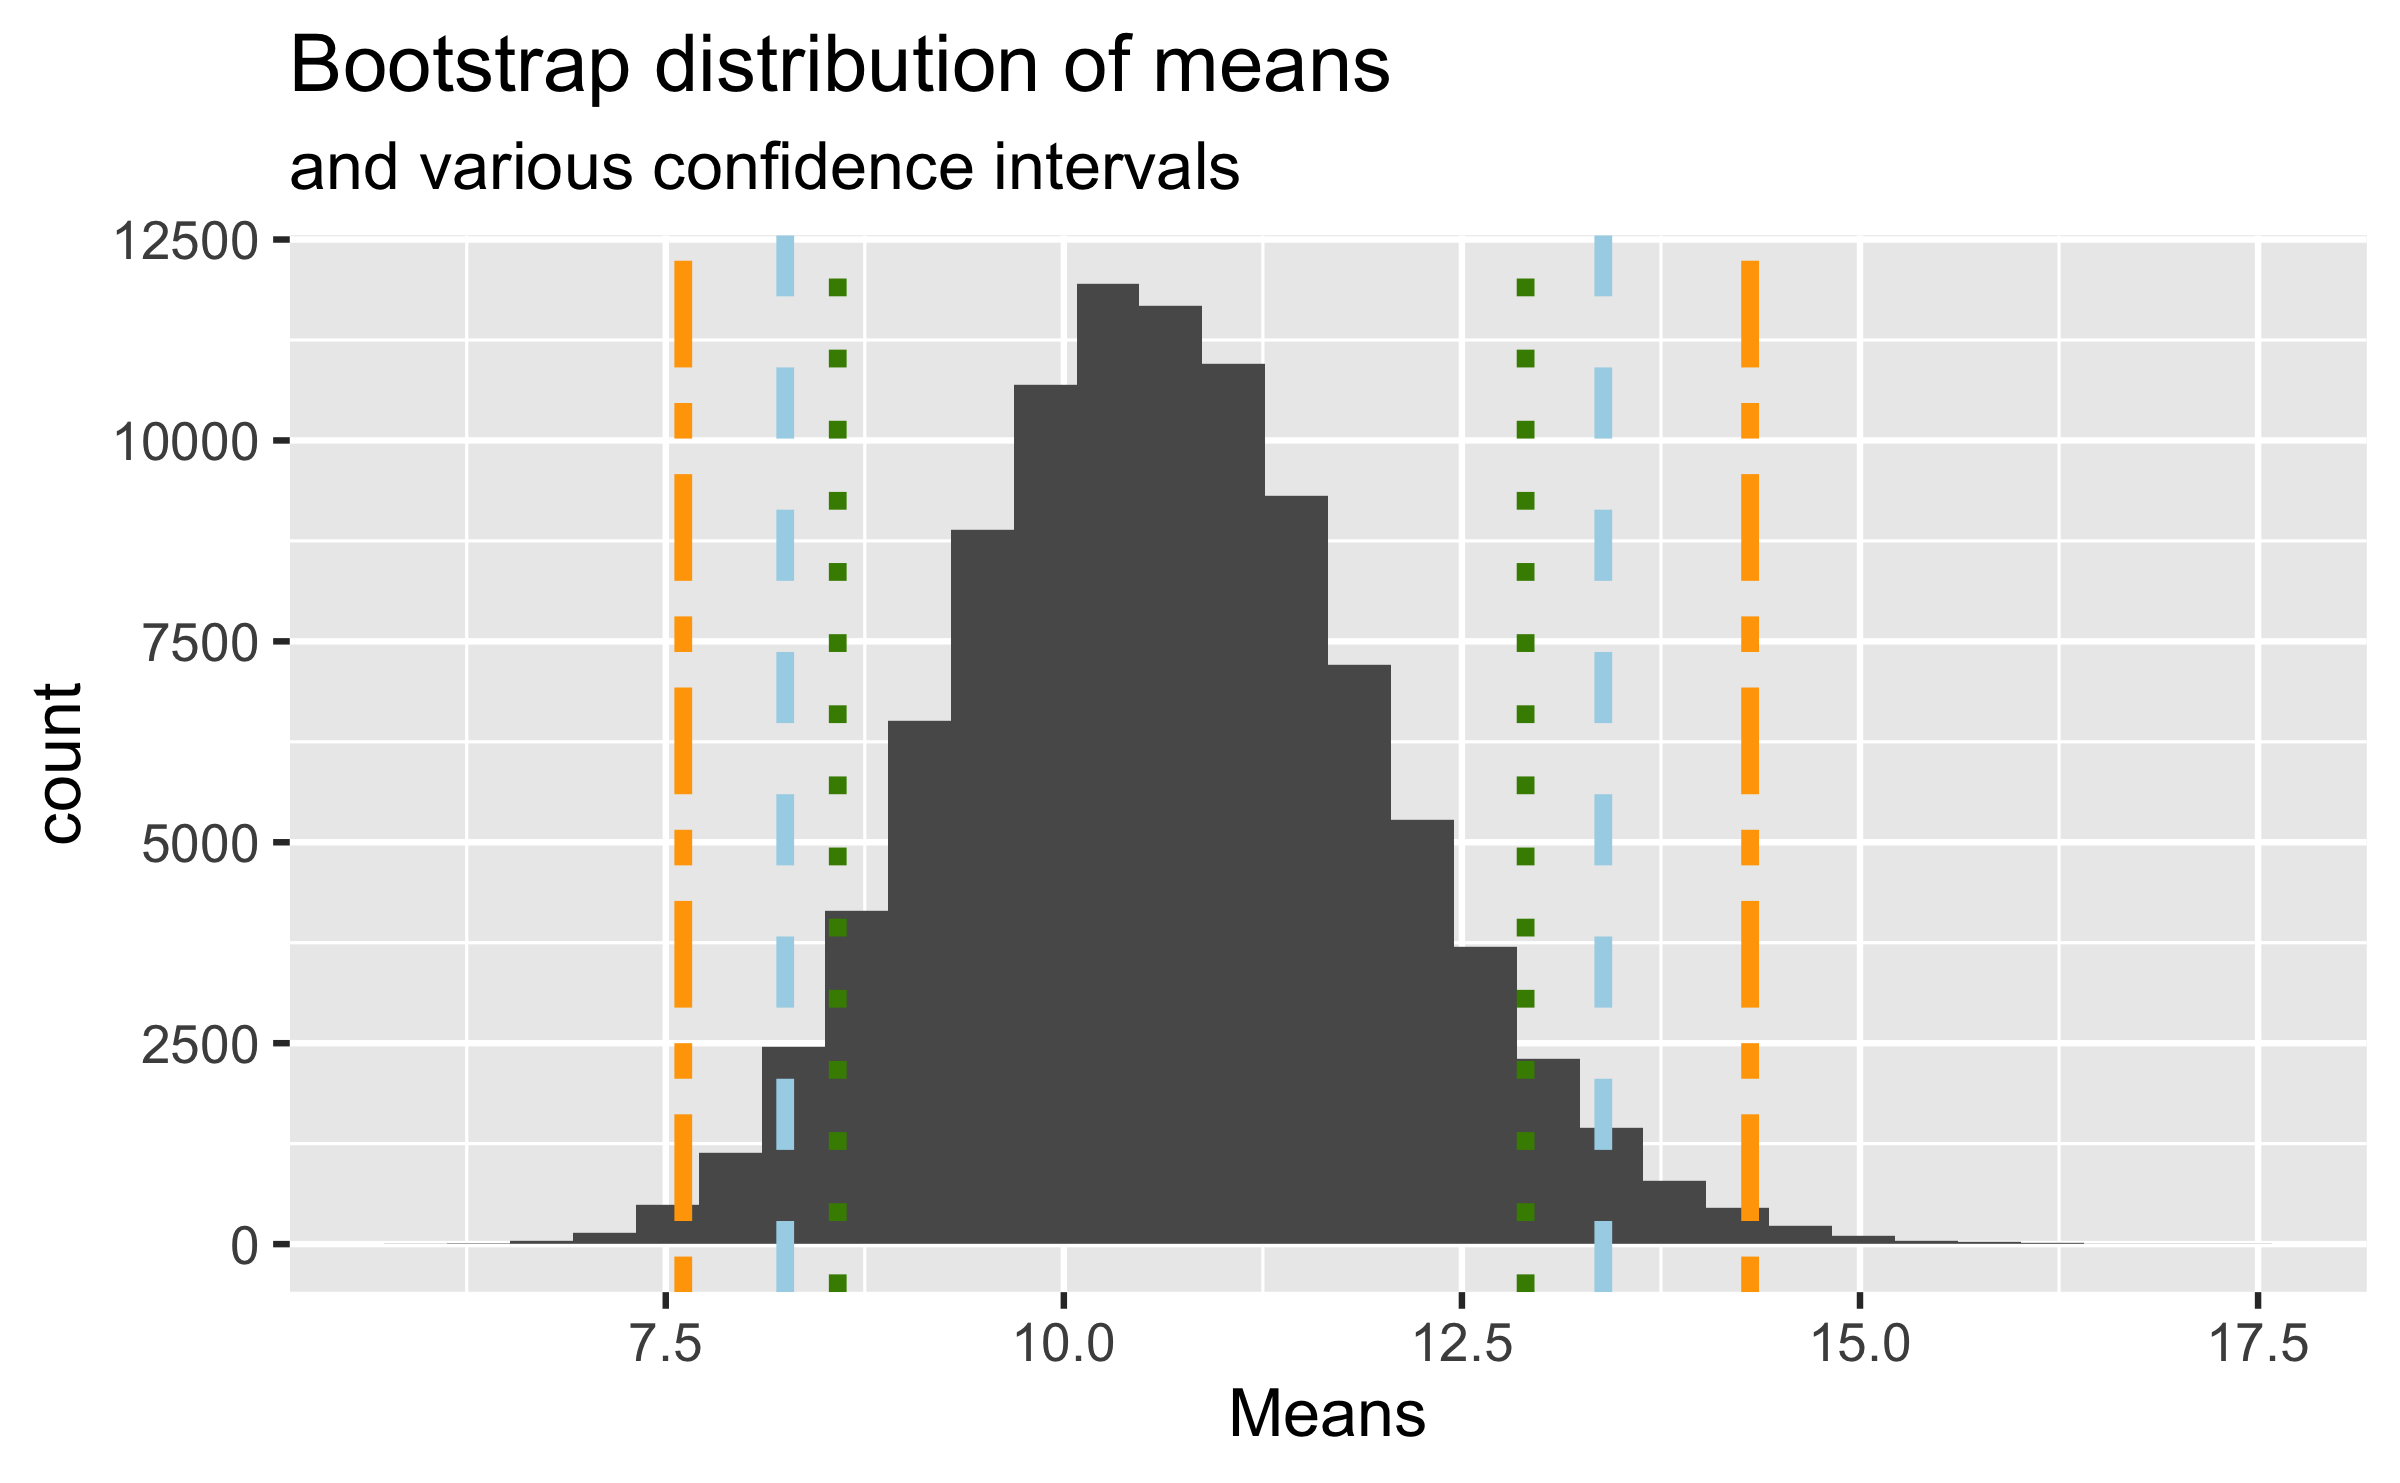 Bootstrap distribution of means
and various confidence intervals
12500
10000
7500
5000
2500
0
count
7.5 10.0 12.5 15.0 17.5
Means